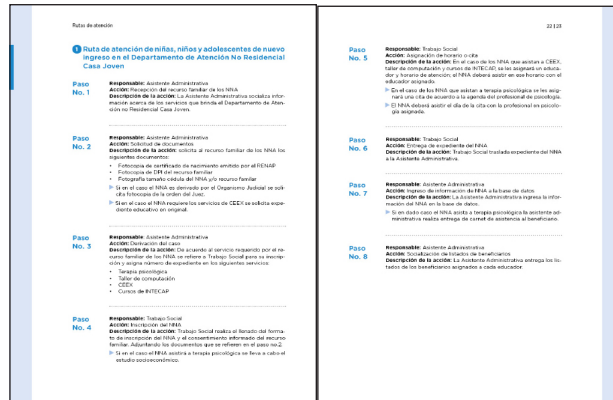 Rutas de atención
1 Ruta de atención de niñas, niños y adolescentes de nuevo
ingreso en el Departamento de Atención No Residencial
Casa Joven
Paso
No. 1
Responsable: Asistente Administrativa
Acción: Recepción del recurso familiar de los NNA
Descripción de la acción: La Asistente Administrativa socializa infor-
mación acerca de los servicios que brinda el Departamento de Aten-
ción no Residencial Casa Joven.
Paso
No. 2
Responsable: Asistente Administrativa
Acción: Solicitud de documentos
Descripción de la acción: solicita al recurso familiar de los NNA los
siguientes documentos:
• Fotocopia de certificado de nacimiento emitido por el RENAP
• Fotocopia de DPI del recurso familiar
• Fotografía tamaño cédula del NNA y/o recurso familiar
Si en el caso el NNA es derivado por el Organismo Judicial se soli-
cita fotocopia de la orden del Juez.
Si en el caso el NNA requiere los servicios de CEEX se solicita expe-
diente educativo en original.
Paso
No. 3
Responsable: Asistente Administrativa
Acción: Derivación del caso
Descripción de la acción: De acuerdo al servicio requerido por el re-
curso familiar de los NNA se refiere a Trabajo Social para su inscrip-
ción y asigna número de expediente en los siguientes servicios:
• Terapia psicológica
• Taller de computación
• CEEX
• Cursos de INTECAP
Paso
No. 4
Responsable: Trabajo Social
Acción: Inscripción del NNA
Descripción de la acción: Trabajo Social realiza el llenado del forma-
to de inscripción del NNA y el consentimiento informado del recurso
familiar. Adjuntando los documentos que se refieren en el paso no.2.
Si en el caso el NNA asistirá a terapia psicológica se lleva a cabo el
estudio socioeconómico.
22 | 23
Paso
No. 5
Responsable: Trabajo Social
Acción: Asignación de horario o cita
Descripción de la acción: En el caso de los NNA que asistan a CEEX,
taller de computación y cursos de INTECAP, se les asignará un educa-
dor y horario de atención; el NNA deberá asistir en ese horario con el
educador asignado.
En el caso de los NNA que asistan a terapia psicológica se les asig-
nará una cita de acuerdo a la agenda del profesional de psicología.
El NNA deberá asistir el día de la cita con la profesional en psicolo-
gía asignada.
Paso
No. 6
Responsable: Trabajo Social
Acción: Entrega de expediente del NNA
Descripción de la acción: Trabajo Social traslada expediente del NNA
a la Asistente Administrativa.
Paso
No. 7
Responsable: Asistente Administrativa
Acción: Ingreso de información de NNA a la base de datos
Descripción de la acción: La Asistente Administrativa ingresa la infor-
mación del NNA en la base de datos.
Si en dado caso el NNA asista a terapia psicológica la asistente ad-
ministrativa realiza entrega de carnet de asistencia al beneficiario.
Paso
No. 8
Responsable: Asistente Administrativa
Acción: Socialización de listados de beneficiarios
Descripción de la acción: La Asistente Administrativa entrega los lis-
tados de los beneficiarios asignados a cada educador.